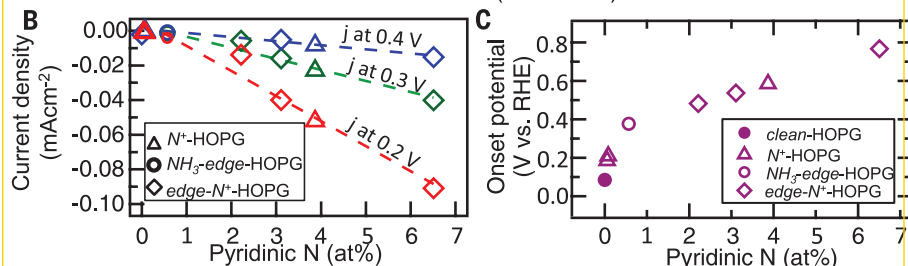 B
Current density
(mAcm-2)
0.00
-0.02
-0.04
-0.06
-0.08
-0.10
j at 0.4 V
j at 0.3 V
j at 0.2 V
N+-HOPG
NH3-edge-HOPG
edge-N+-HOPG
0 1 2 3 4 5 6 7
Pyridinic N (at%)
C
Onset potential
(V vs. RHE)
0.8
0.6
0.4
0.2
0.0
clean-HOPG
N+-HOPG
NH3-edge-HOPG
edge-N+-HOPG
0 1 2 3 4 5 6 7
Pyridinic N (at%)